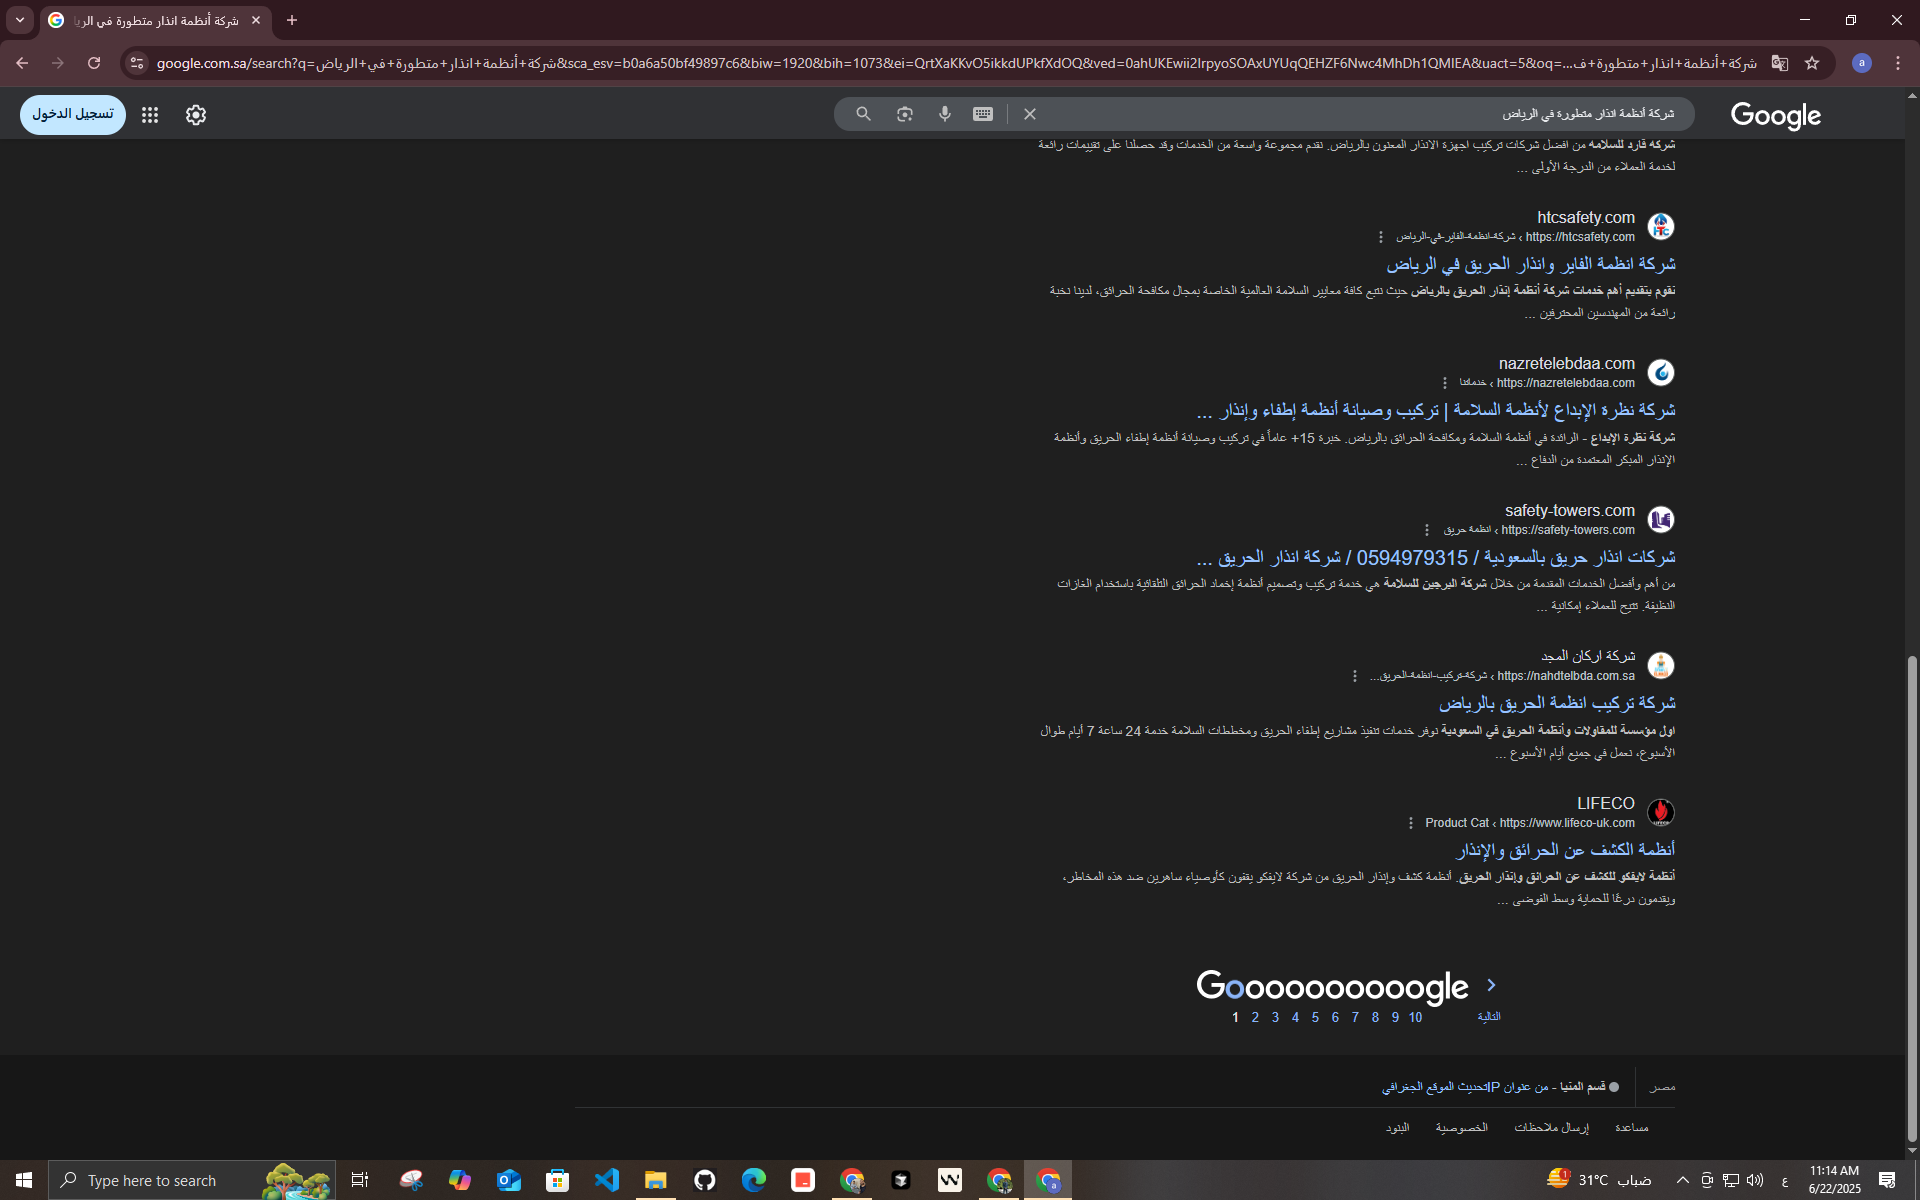 شركة أنظمة انذار متطورة في الريا
google.com.sa/search?q=شركة+أنظمة+انذار+متطورة+في+الرياض&sca_esv=b0a6a50bf49897c6&biw=1920&bih=1073&ei=QrtXaKKvO5ikkdUPkfXdOQ&ved=0ahUKEwii2IrpyoSOAxUYUqQEHZF6Nwc4MhDh1QMIEA&uact=5&oq=شركة+أنظمة+انذار+متطورة+ف...
a
تسجيل الدخول
شركة أنظمة انذار متطورة في الرياض
Google
شركة فارد للسلامه من افضل شركات تركيب اجهزة الانذار المعنون بالرياض. نقدم مجموعة واسعة من الخدمات وقد حصلنا على تقييمات رائعة
لخدمة العملاء من الدرجة الأولى ...
htcsafety.com
https://htcsafety.com › شركة-انظمة-الفاير-في-الرياض
شركة انظمة الفاير وانذار الحريق في الرياض
نقوم بتقديم أهم خدمات شركة أنظمة إنذار الحريق بالرياض حيث نتبع كافة معايير السلامة العالمية الخاصة بمجال مكافحة الحرائق، لدينا نخبة
رائعة من المهندسين المحترفين ...
nazretelebdaa.com
https://nazretelebdaa.com › خدماتنا
شركة نظرة الإبداع لأنظمة السلامة | تركيب وصيانة أنظمة إطفاء وإنذار ...
شركة نظرة الإبداع - الرائدة في أنظمة السلامة ومكافحة الحرائق بالرياض. خبرة 15+ عاماً في تركيب وصيانة أنظمة إطفاء الحريق وأنظمة
الإنذار المبكر المعتمدة من الدفاع ...
safety-towers.com
https://safety-towers.com › انظمة حريق
شركات انذار حريق بالسعودية / 0594979315 / شركة انذار الحريق ...
من أهم وأفضل الخدمات المقدمة من خلال شركة البرجين للسلامة هي خدمة تركيب وتصميم أنظمة إخماد الحرائق التلقائية باستخدام الغازات
النظيفة. تتيح للعملاء إمكانية ...
شركة اركان المجد
https://nahdtelbda.com.sa › شركة-تركيب-انظمة-الحريق...
شركة تركيب انظمة الحريق بالرياض
اول مؤسسة للمقاولات وأنظمة الحريق في السعودية نوفر خدمات تنفيذ مشاريع إطفاء الحريق ومخططات السلامة خدمة 24 ساعة 7 أيام طوال
الأسبوع، نعمل في جميع أيام الأسبوع ...
LIFECO
https://www.lifeco-uk.com › Product Cat
أنظمة الكشف عن الحرائق والإنذار
أنظمة لايفكو للكشف عن الحرائق وإنذار الحريق. أنظمة كشف وإنذار الحريق من شركة لايفكو يقفون كأوصياء ساهرين ضد هذه المخاطر،
ويقدمون درعًا للحماية وسط الفوضى ...
Goooooooooogle
1 2 3 4 5 6 7 8 9 10 التالية
مصر
قسم المنيا - من عنوان IPتحديث الموقع الجغرافي
مساعدة إرسال ملاحظات الخصوصية البنود
Type here to search
31°C ضباب
ع
11:14 AM
6/22/2025